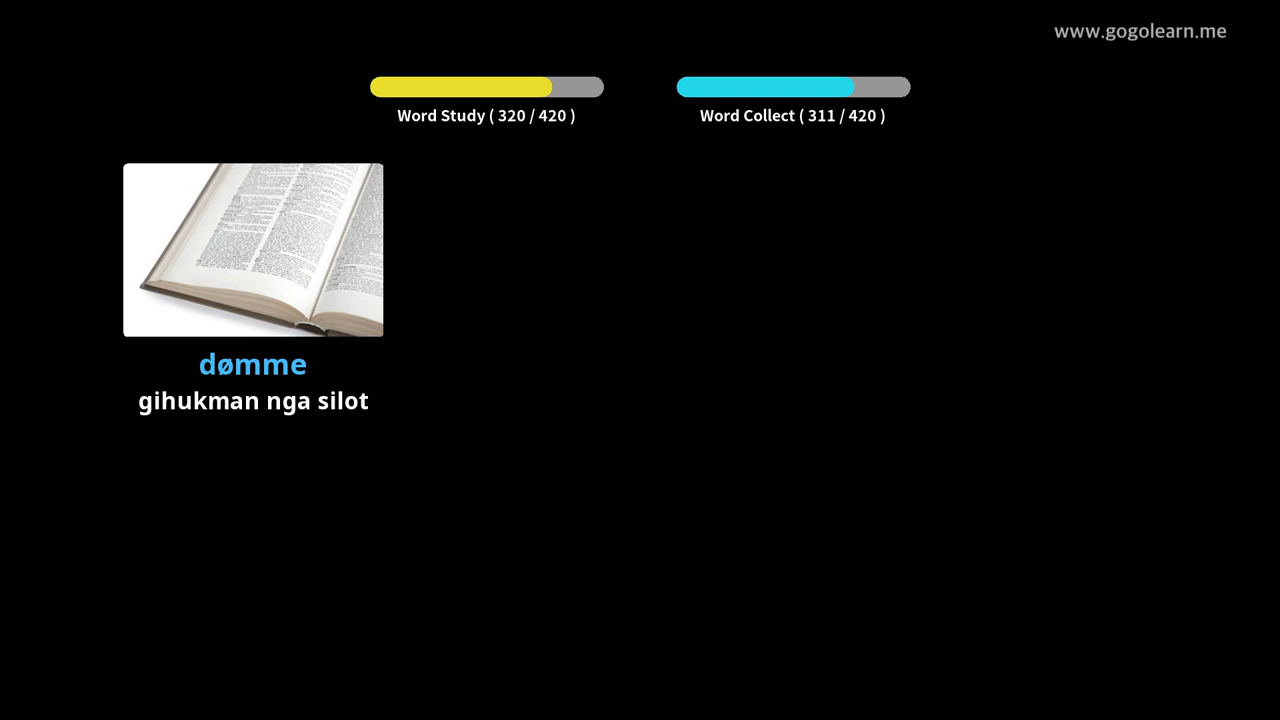 www.gogolearn.me
Word Study ( 320 / 420 )
Word Collect ( 311 / 420 )
dømme
gihukman nga silot